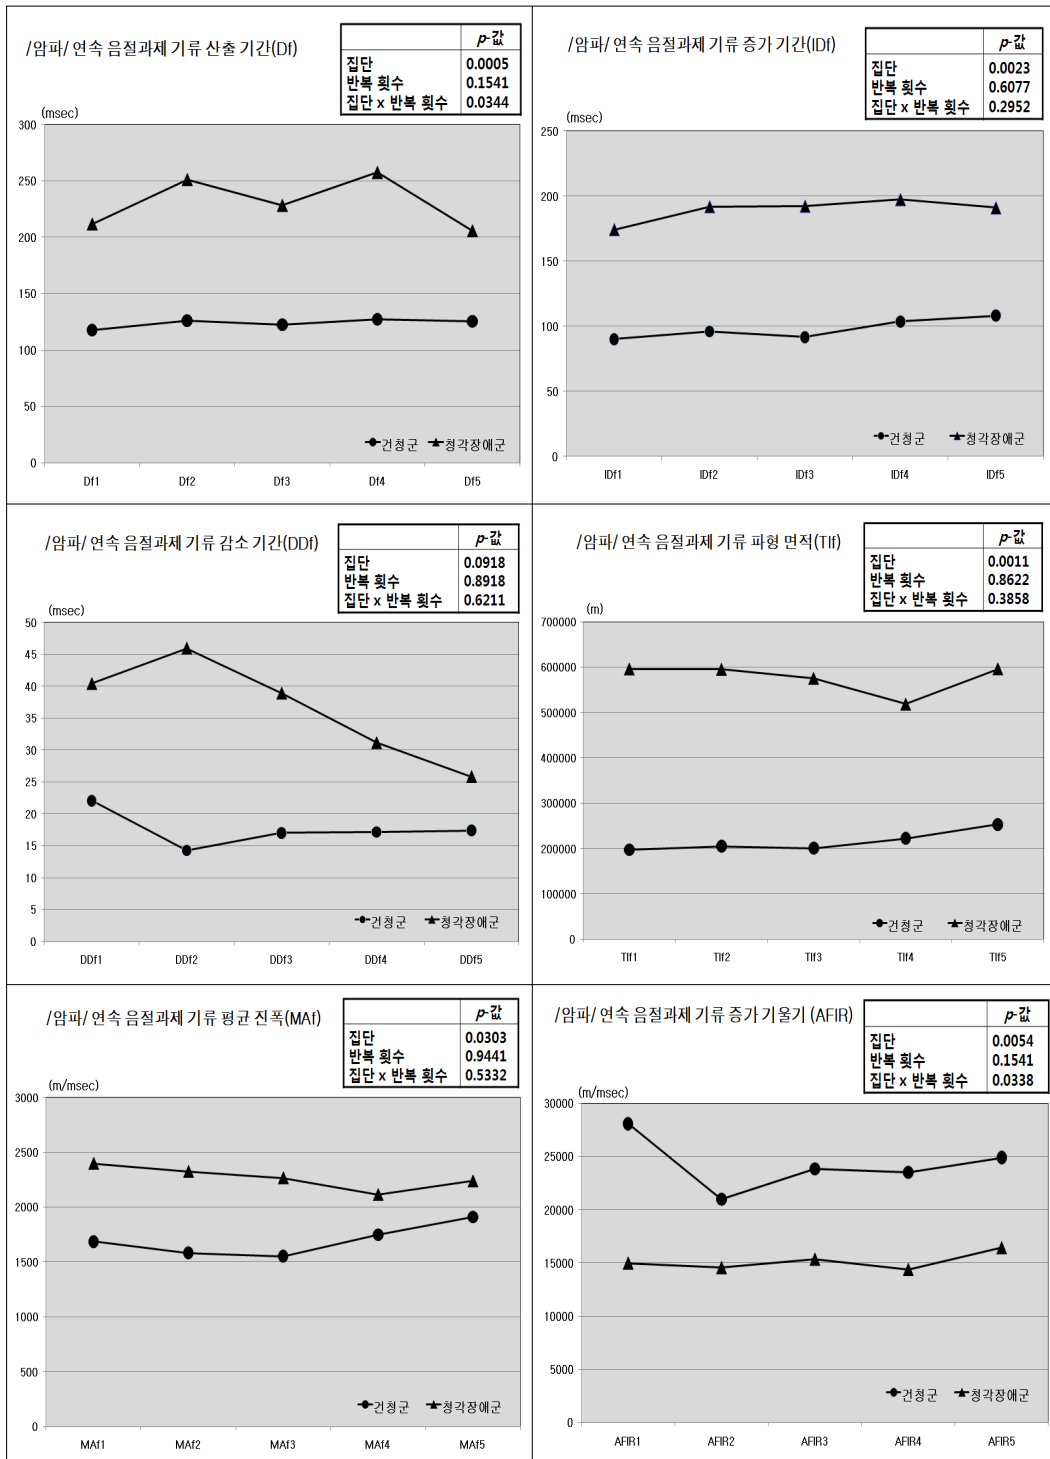 /암파/ 연속 음절과제 기류 산출 기간(Df)
p-값
집단 0.0005
반복 횟수 0.1541
집단 x 반복 횟수 0.0344
(msec)
300
250
200
150
100
50
0
건청군 청각장애군
Df1 Df2 Df3 Df4 Df5
/암파/ 연속 음절과제 기류 증가 기간(IDf)
p-값
집단 0.0023
반복 횟수 0.6077
집단 x 반복 횟수 0.2952
(msec)
250
200
150
100
50
0
건청군 청각장애군
IDf1 IDf2 IDf3 IDf4 IDf5
/암파/ 연속 음절과제 기류 감소 기간(DDf)
p-값
집단 0.0918
반복 횟수 0.8918
집단 x 반복 횟수 0.6211
(msec)
50
45
40
35
30
25
20
15
10
5
0
건청군 청각장애군
DDf1 DDf2 DDf3 DDf4 DDf5
/암파/ 연속 음절과제 기류 파형 면적(TIf)
p-값
집단 0.0011
반복 횟수 0.8622
집단 x 반복 횟수 0.3858
(m)
700000
600000
500000
400000
300000
200000
100000
0
건청군 청각장애군
TIf1 TIf2 TIf3 TIf4 TIf5
/암파/ 연속 음절과제 기류 평균 진폭(MAf)
p-값
집단 0.0303
반복 횟수 0.9441
집단 x 반복 횟수 0.5332
(m/msec)
3000
2500
2000
1500
1000
500
0
건청군 청각장애군
MAf1 MAf2 MAf3 MAf4 MAf5
/암파/ 연속 음절과제 기류 증가 기울기 (AFIR)
p-값
집단 0.0054
반복 횟수 0.1541
집단 x 반복 횟수 0.0338
(m/msec)
30000
25000
20000
15000
10000
5000
0
건청군 청각장애군
AFIR1 AFIR2 AFIR3 AFIR4 AFIR5